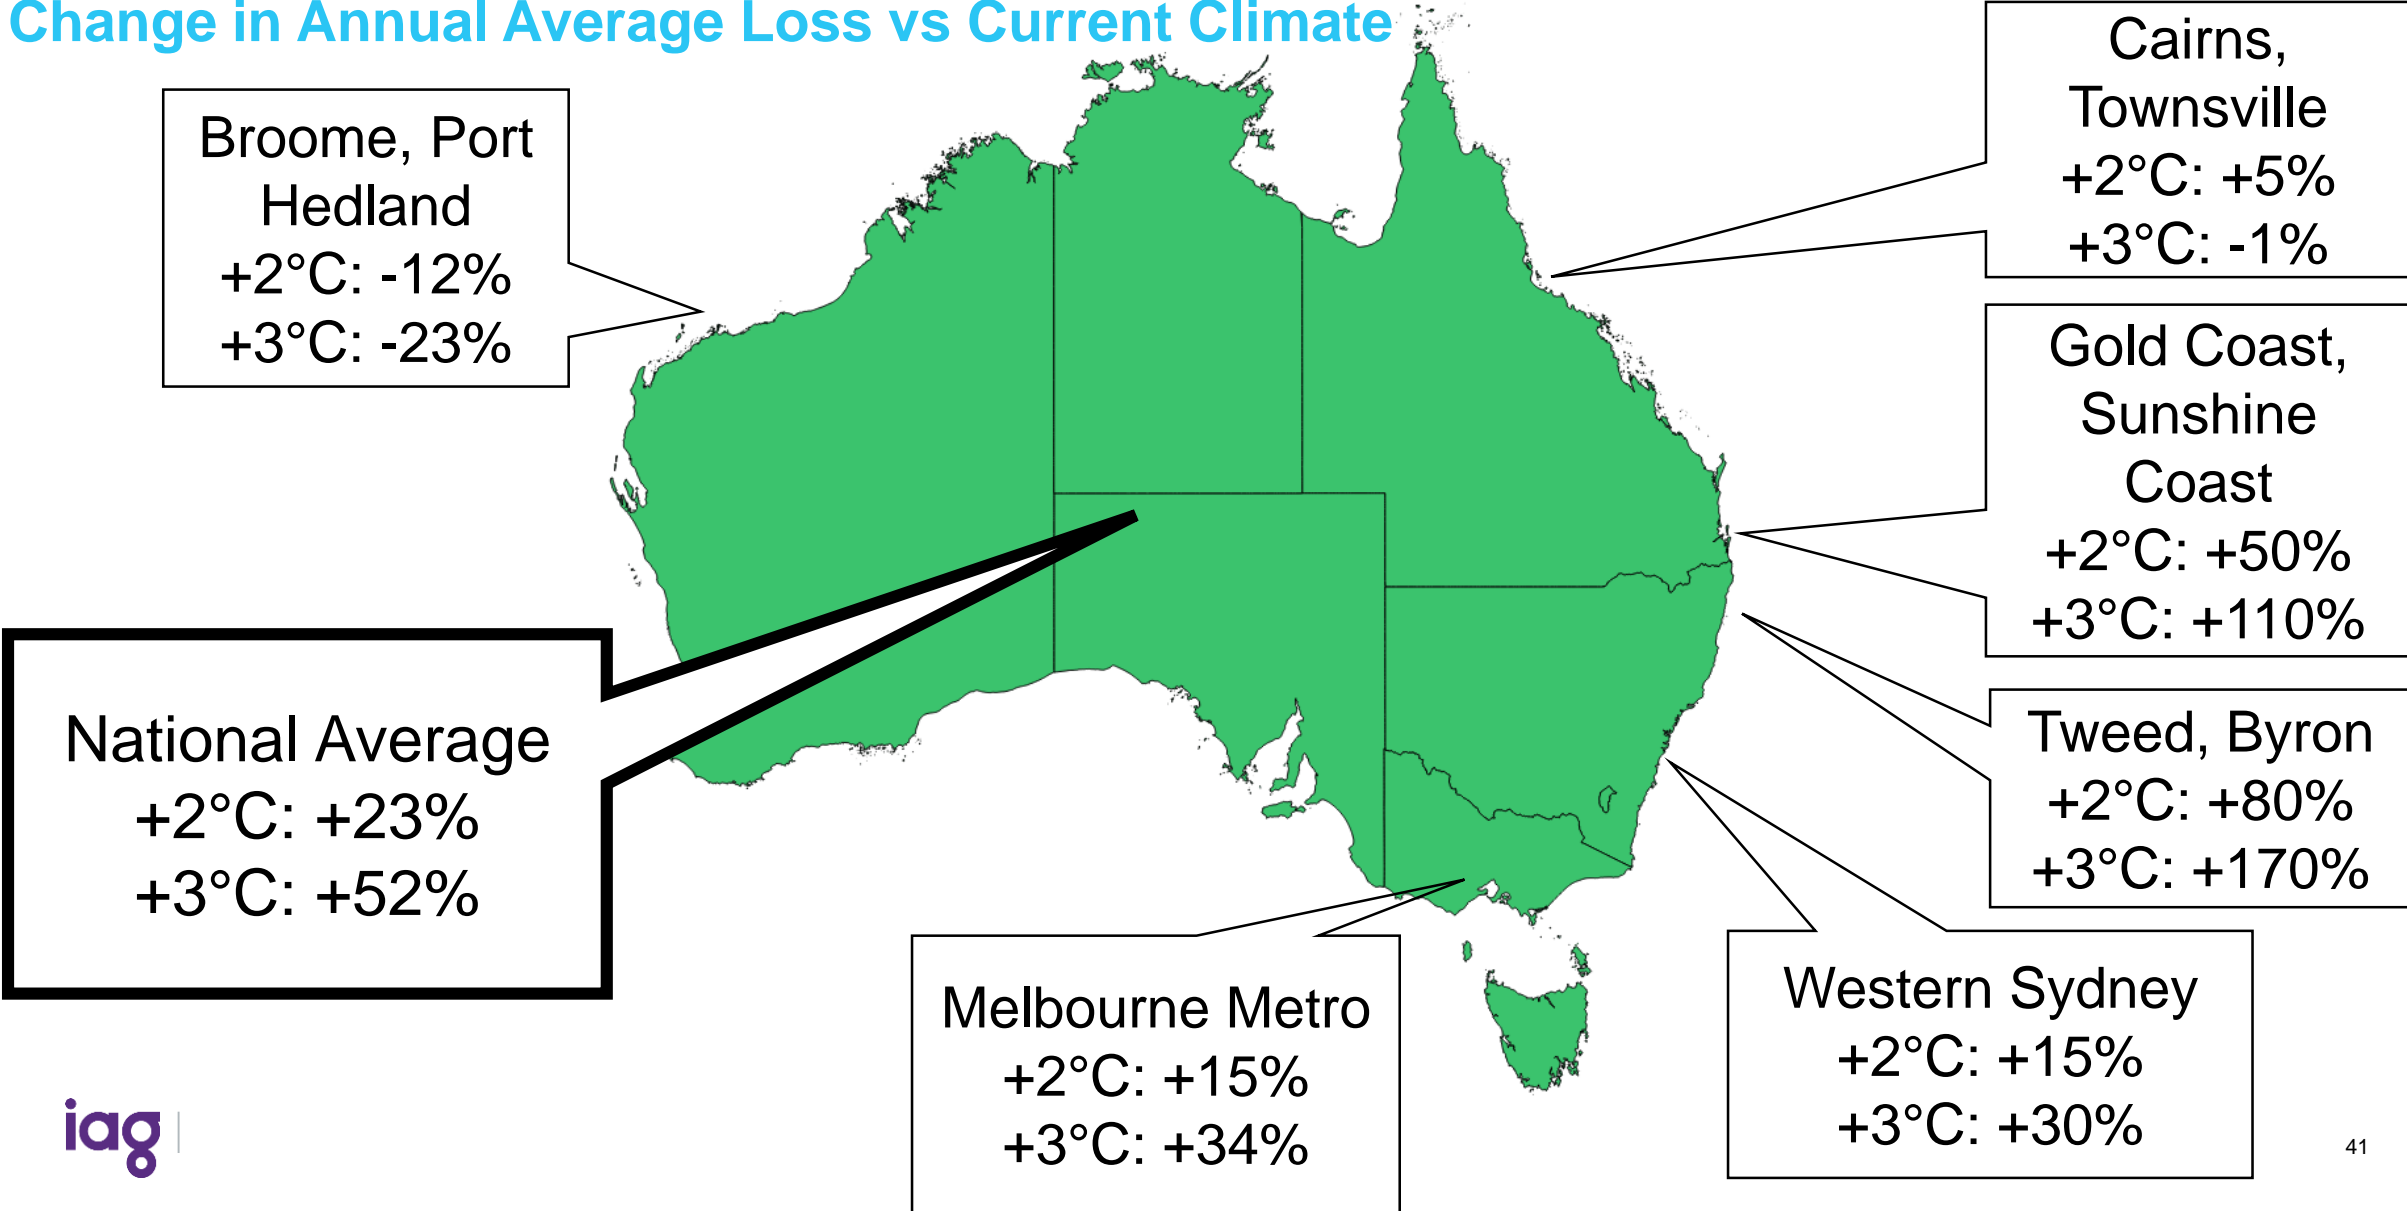 Change in Annual Average Loss vs Current Climate
Broome, Port
Hedland
+2°C: -12%
+3°C: -23%
Cairns,
Townsville
+2°C: +5%
+3°C: -1%
Gold Coast,
Sunshine
Coast
+2°C: +50%
+3°C: +110%
National Average
+2°C: +23%
+3°C: +52%
Tweed, Byron
+2°C: +80%
+3°C: +170%
Melbourne Metro
+2°C: +15%
+3°C: +34%
Western Sydney
+2°C: +15%
+3°C: +30%
iag
41